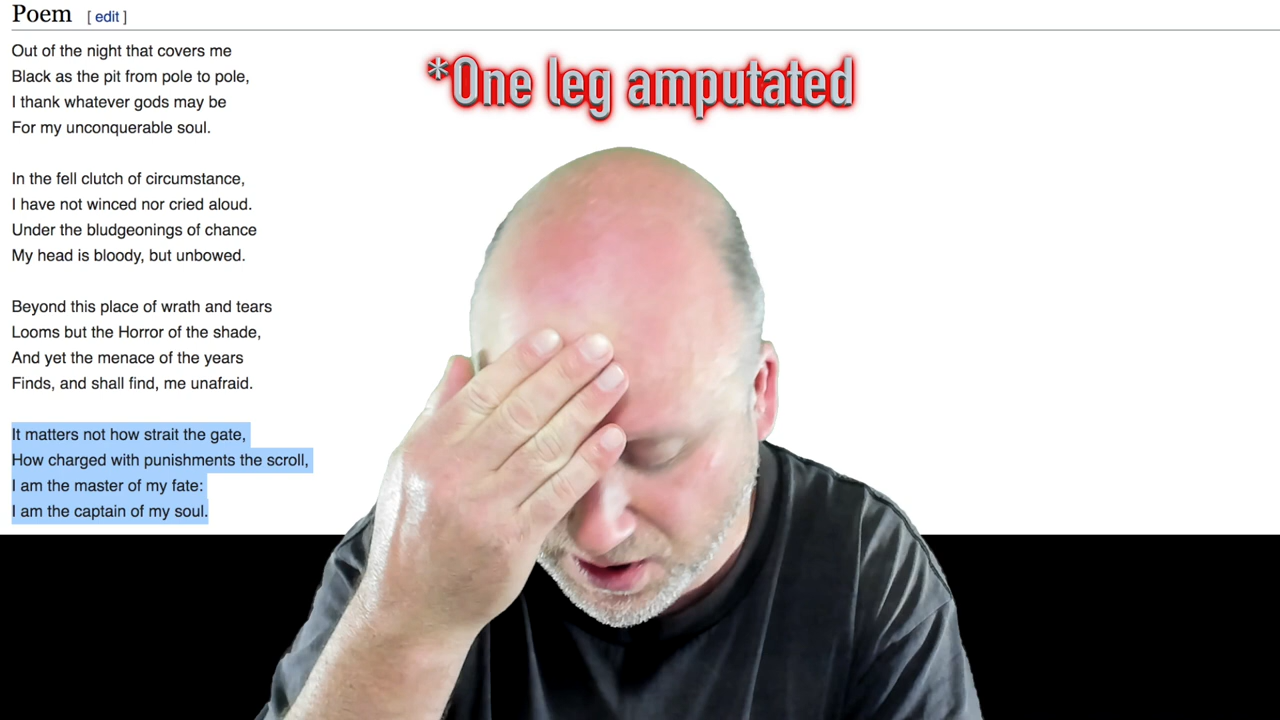 Poem [ edit ]
*One leg amputated
Out of the night that covers me
Black as the pit from pole to pole,
I thank whatever gods may be
For my unconquerable soul.
In the fell clutch of circumstance,
I have not winced nor cried aloud.
Under the bludgeonings of chance
My head is bloody, but unbowed.
Beyond this place of wrath and tears
Looms but the Horror of the shade,
And yet the menace of the years
Finds, and shall find, me unafraid.
It matters not how strait the gate,
How charged with punishments the scroll,
I am the master of my fate:
I am the captain of my soul.